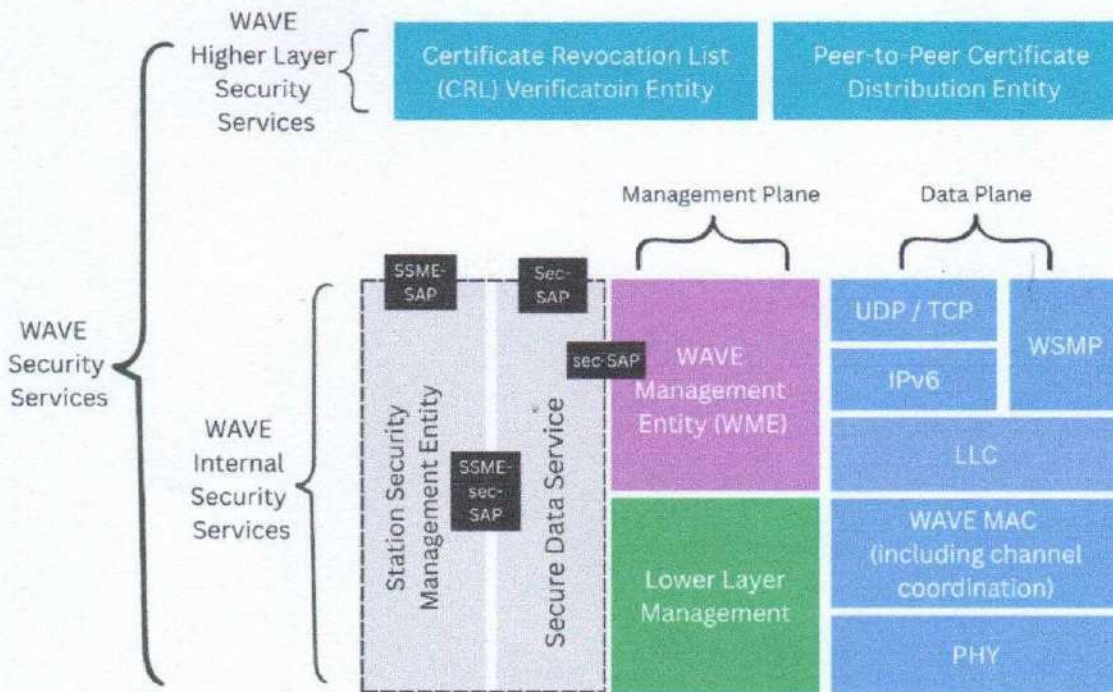 WAVE
Higher Layer
Security
Services
Certificate Revocation List
(CRL) Verificatoin Entity
Peer-to-Peer Certificate
Distribution Entity
Management Plane
Data Plane
WAVE
Security
Services
WAVE
Internal
Security
Services
SSME-
SAP
Sec-
SAP
sec-SAP
SSME-
sec-
SAP
Station Security
Management Entity
Secure Data Service
WAVE
Management
Entity (WME)
Lower Layer
Management
UDP / TCP
IPv6
WSMP
LLC
WAVE MAC
(including channel
coordination)
PHY